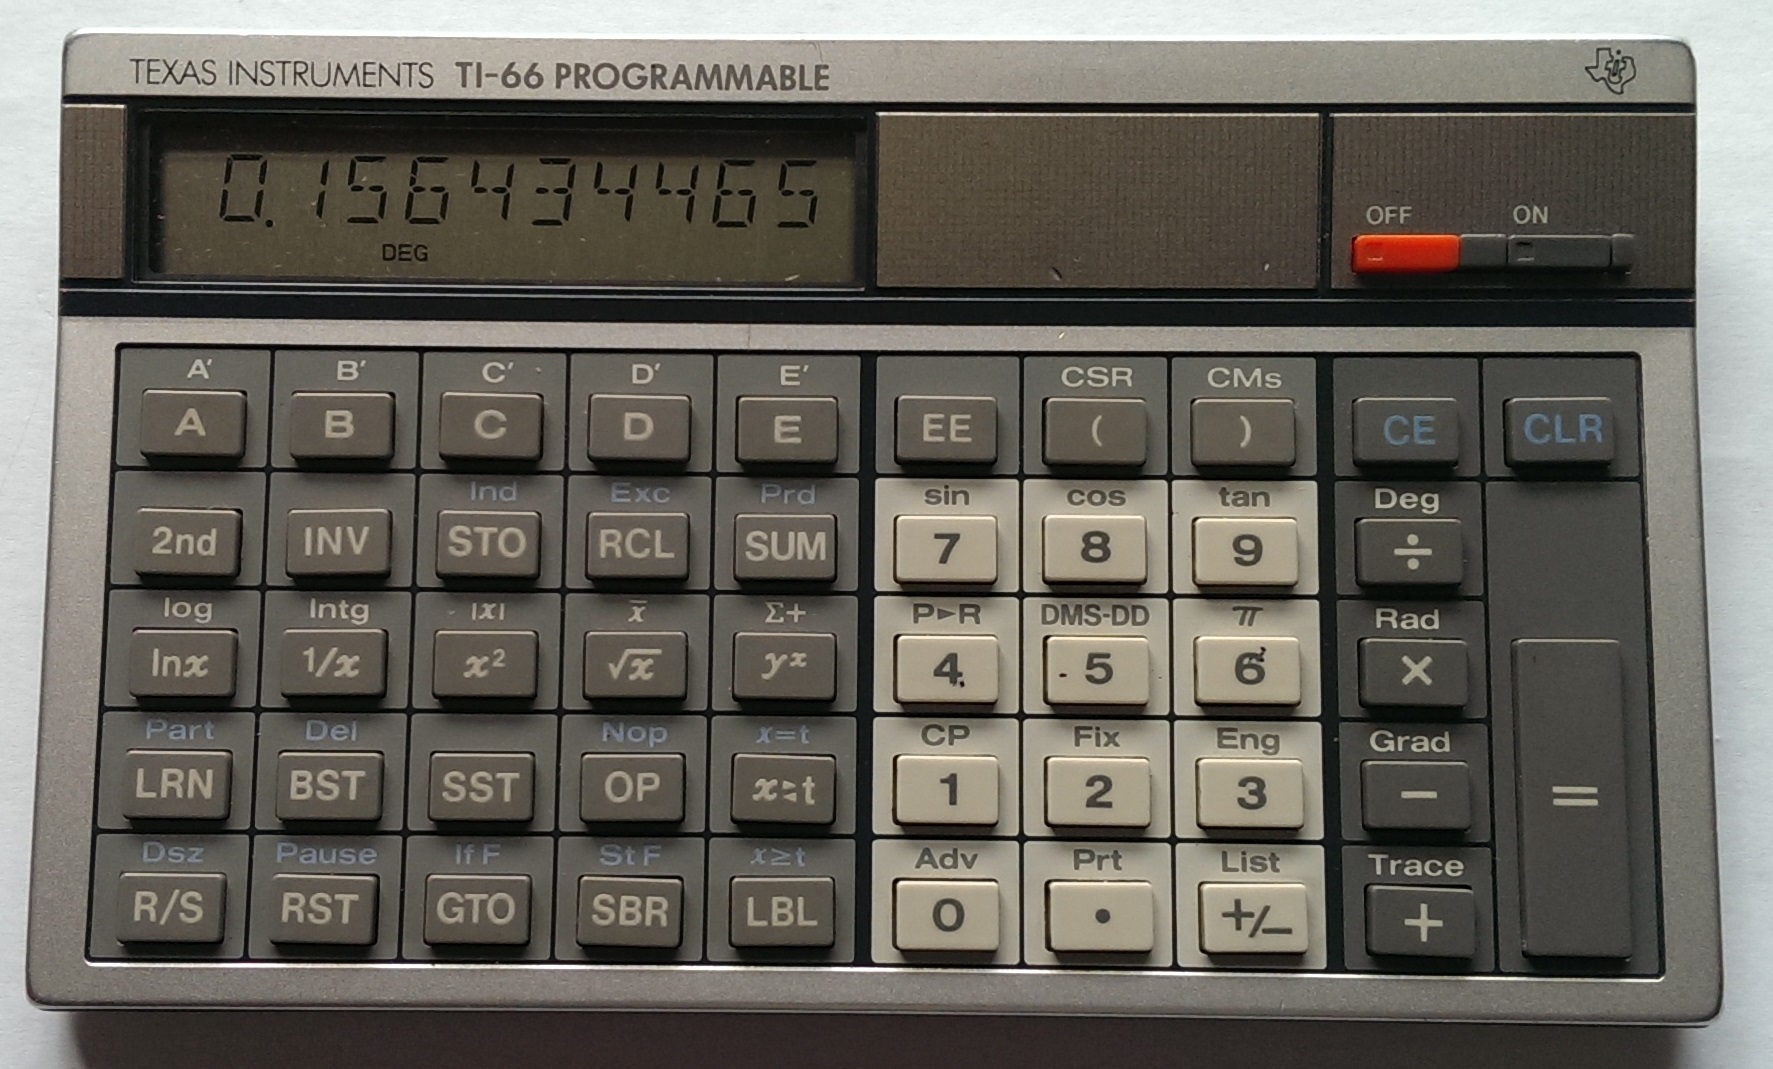 TEXAS INSTRUMENTS TI-66 PROGRAMMABLE
0.156434465
DEG
OFF ON
A' B' C' D' E' CSR CMs
A B C D E EE ( ) CE CLR
Ind Exc Prd sin cos tan Deg
2nd INV STO RCL SUM 7 8 9 ÷
log Intg |x| x̄ Σ+ P►R DMS-DD π Rad
lnx 1/x x² √x yˣ 4 5 6 ×
Part Del Nop x=t CP Fix Eng Grad
LRN BST SST OP x⇄t 1 2 3 − =
Dsz Pause If F St F x≥t Adv Prt List Trace
R/S RST GTO SBR LBL 0 • +/− +